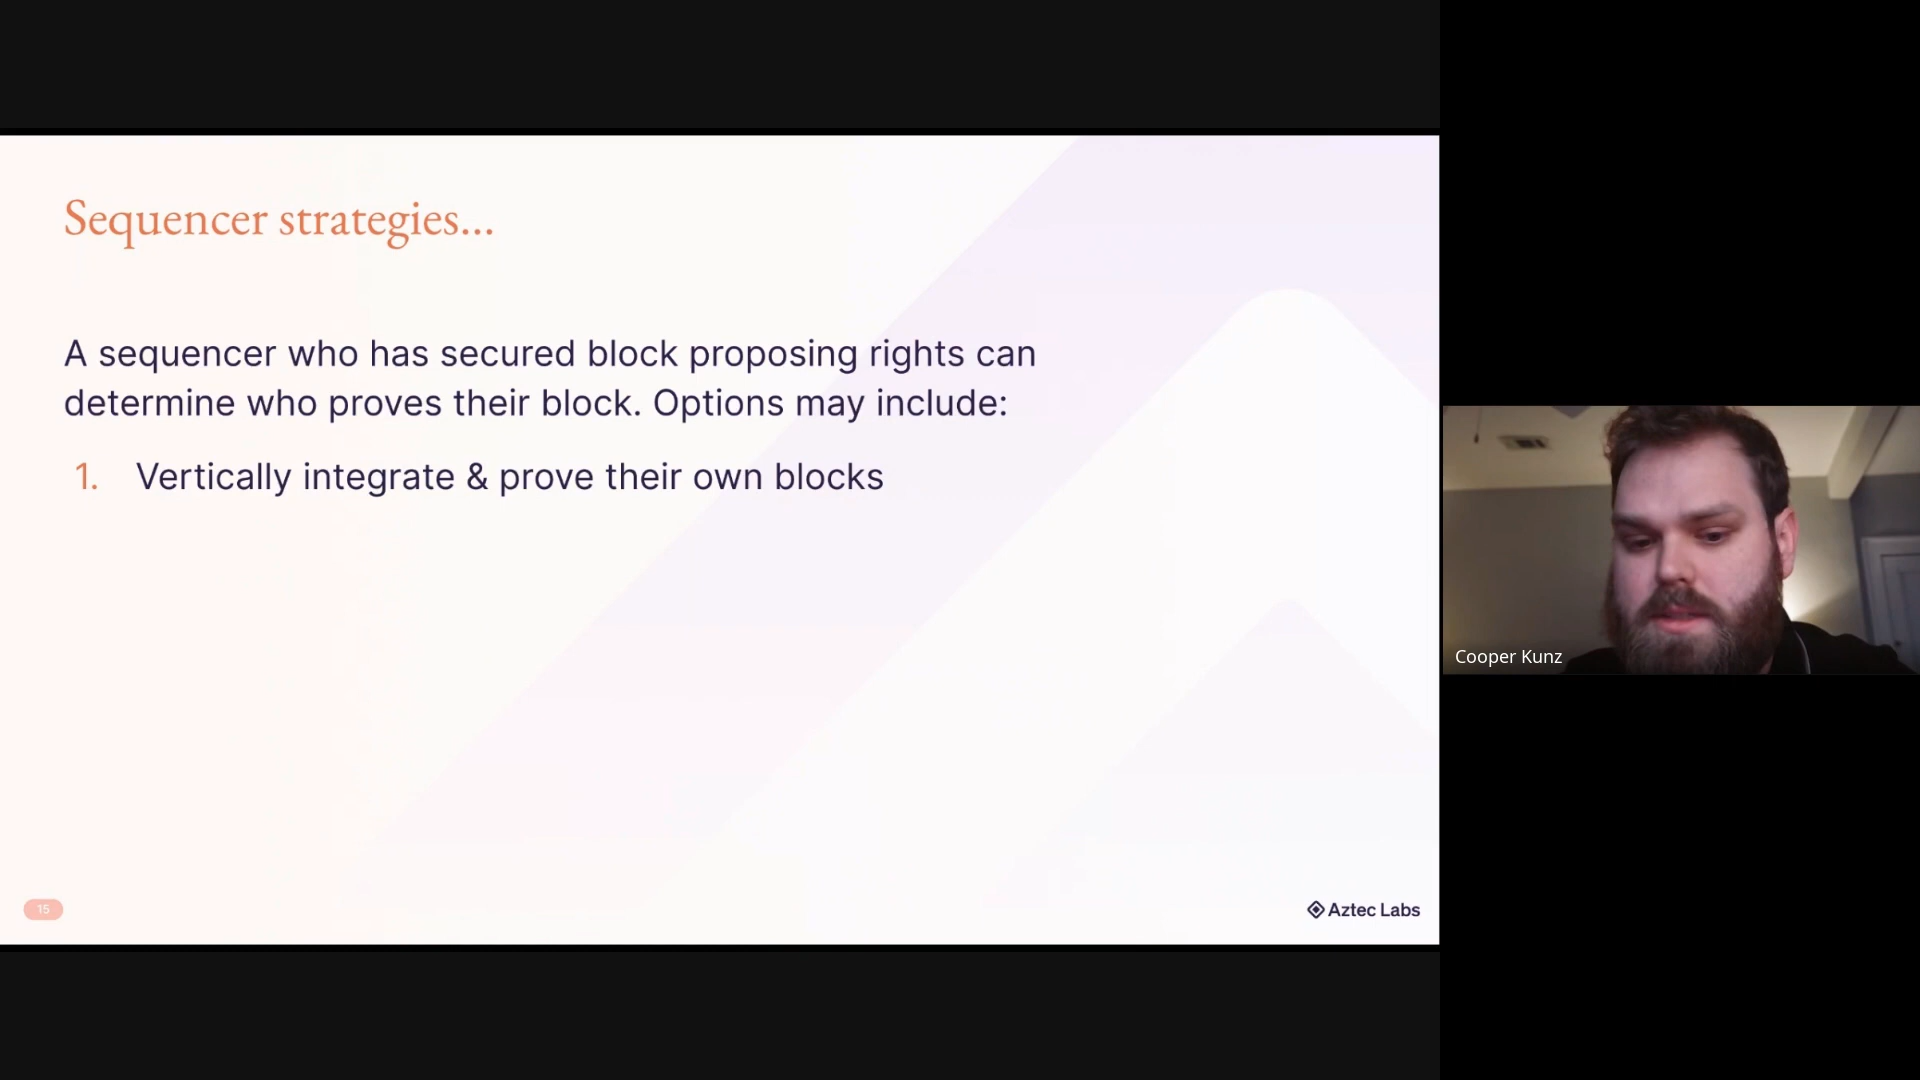 Sequencer strategies...
A sequencer who has secured block proposing rights can
determine who proves their block. Options may include:
1. Vertically integrate & prove their own blocks
15
Aztec Labs
Cooper Kunz